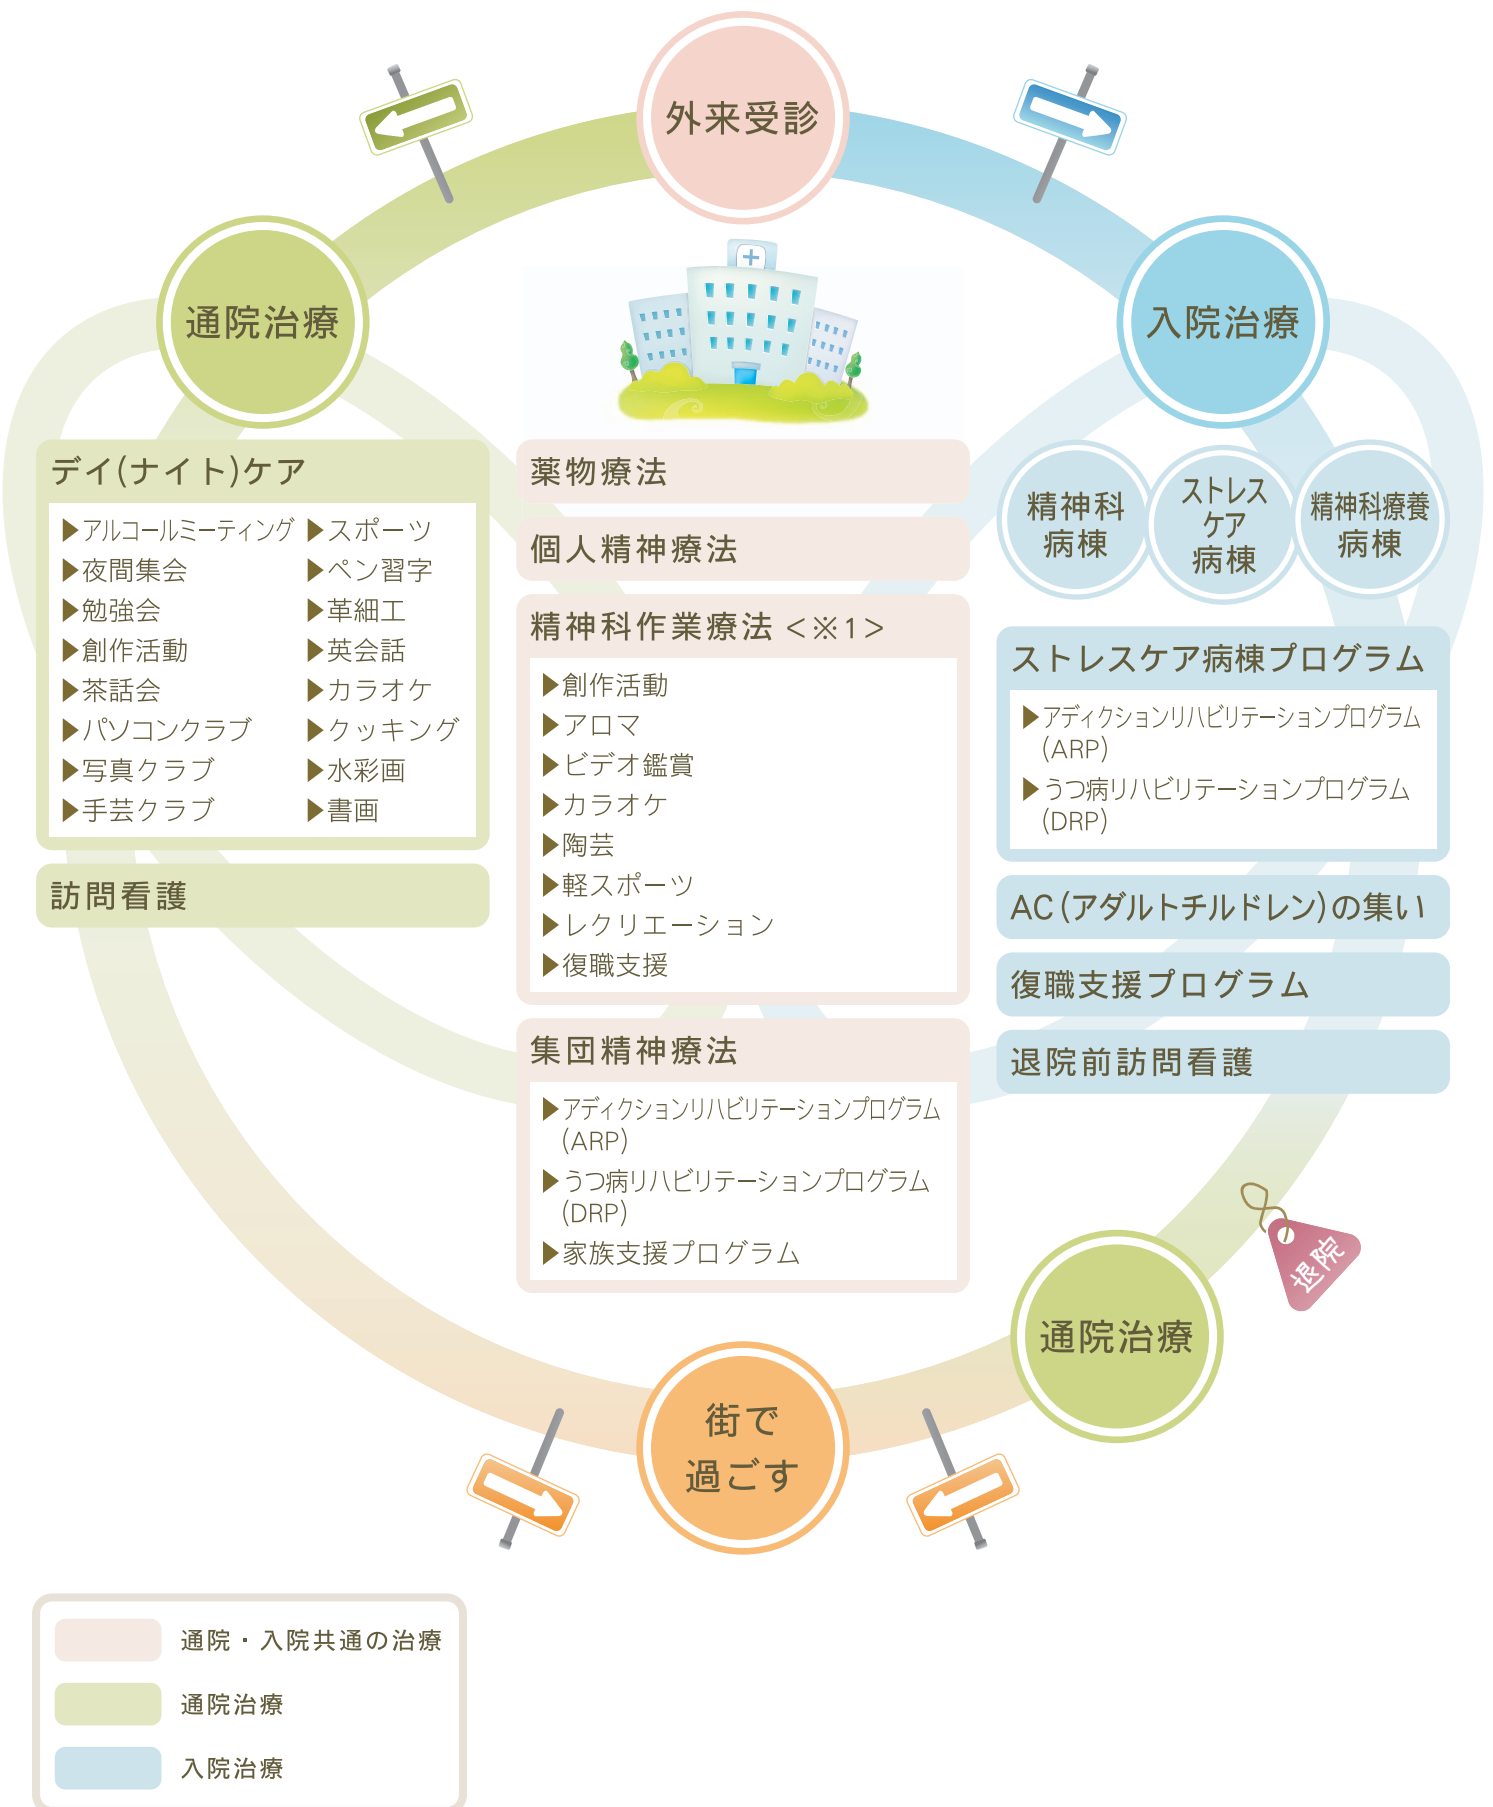 外来受診
通院治療
入院治療
デイ(ナイト)ケア
▶アルコールミーティング
▶夜間集会
▶勉強会
▶創作活動
▶茶話会
▶パソコンクラブ
▶写真クラブ
▶手芸クラブ
▶スポーツ
▶ペン習字
▶革細工
▶英会話
▶カラオケ
▶クッキング
▶水彩画
▶書画
訪問看護
薬物療法
個人精神療法
精神科作業療法 <※1>
▶創作活動
▶アロマ
▶ビデオ鑑賞
▶カラオケ
▶陶芸
▶軽スポーツ
▶レクリエーション
▶復職支援
集団精神療法
▶アディクションリハビリテーションプログラム
(ARP)
▶うつ病リハビリテーションプログラム
(DRP)
▶家族支援プログラム
精神科
病棟
ストレス
ケア
病棟
精神科療養
病棟
ストレスケア病棟プログラム
▶アディクションリハビリテーションプログラム
(ARP)
▶うつ病リハビリテーションプログラム
(DRP)
AC(アダルトチルドレン)の集い
復職支援プログラム
退院前訪問看護
退院
通院治療
街で
過ごす
通院・入院共通の治療
通院治療
入院治療